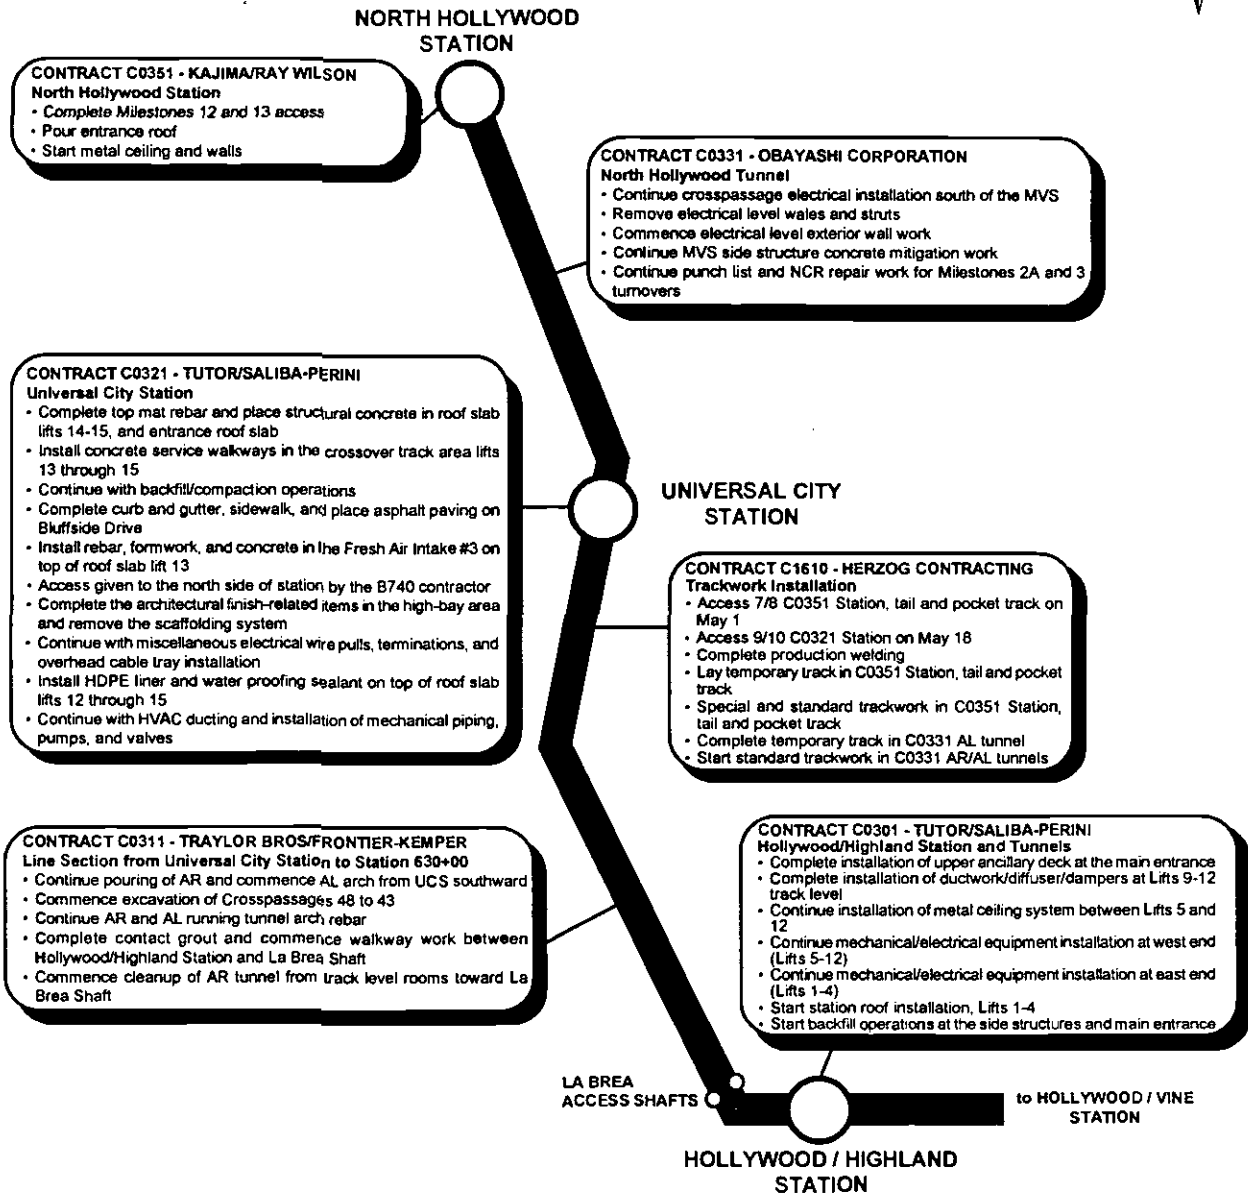 NORTH HOLLYWOOD
STATION
CONTRACT C0351 - KAJIMA/RAY WILSON
North Hollywood Station
• Complete Milestones 12 and 13 access
• Pour entrance roof
• Start metal ceiling and walls
CONTRACT C0331 - OBAYASHI CORPORATION
North Hollywood Tunnel
• Continue crosspassage electrical installation south of the MVS
• Remove electrical level wales and struts
• Commence electrical level exterior wall work
• Continue MVS side structure concrete mitigation work
• Continue punch list and NCR repair work for Milestones 2A and 3
turnovers
CONTRACT C0321 - TUTOR/SALIBA-PERINI
Universal City Station
• Complete top mat rebar and place structural concrete in roof slab
lifts 14-15, and entrance roof slab
• Install concrete service walkways in the crossover track area lifts
13 through 15
• Continue with backfill/compaction operations
• Complete curb and gutter, sidewalk, and place asphalt paving on
Bluffside Drive
• Install rebar, formwork, and concrete in the Fresh Air Intake #3 on
top of roof slab lift 13
• Access given to the north side of station by the B740 contractor
• Complete the architectural finish-related items in the high-bay area
and remove the scaffolding system
• Continue with miscellaneous electrical wire pulls, terminations, and
overhead cable tray installation
• Install HDPE liner and water proofing sealant on top of roof slab
lifts 12 through 15
• Continue with HVAC ducting and installation of mechanical piping,
pumps, and valves
UNIVERSAL CITY
STATION
CONTRACT C1610 - HERZOG CONTRACTING
Trackwork Installation
• Access 7/8 C0351 Station, tail and pocket track on
May 1
• Access 9/10 C0321 Station on May 18
• Complete production welding
• Lay temporary track in C0351 Station, tail and pocket
track
• Special and standard trackwork in C0351 Station,
tail and pocket track
• Complete temporary track in C0331 AL tunnel
• Start standard trackwork in C0331 AR/AL tunnels
CONTRACT C0311 - TRAYLOR BROS/FRONTIER-KEMPER
Line Section from Universal City Station to Station 630+00
• Continue pouring of AR and commence AL arch from UCS southward
• Commence excavation of Crosspassages 48 to 43
• Continue AR and AL running tunnel arch rebar
• Complete contact grout and commence walkway work between
Hollywood/Highland Station and La Brea Shaft
• Commence cleanup of AR tunnel from track level rooms toward La
Brea Shaft
CONTRACT C0301 - TUTOR/SALIBA-PERINI
Hollywood/Highland Station and Tunnels
• Complete installation of upper ancillary deck at the main entrance
• Complete installation of ductwork/diffuser/dampers at Lifts 9-12
track level
• Continue installation of metal ceiling system between Lifts 5 and
12
• Continue mechanical/electrical equipment installation at west end
(Lifts 5-12)
• Continue mechanical/electrical equipment installation at east end
(Lifts 1-4)
• Start station roof installation, Lifts 1-4
• Start backfill operations at the side structures and main entrance
LA BREA
ACCESS SHAFTS
to HOLLYWOOD / VINE
STATION
HOLLYWOOD / HIGHLAND
STATION